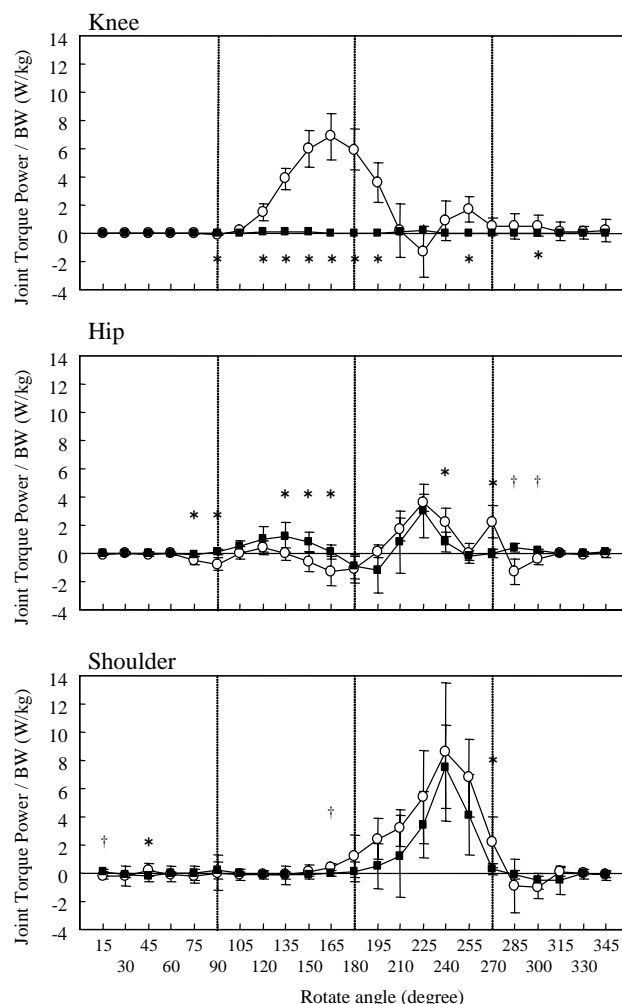 Knee
Joint Torque Power / BW (W/kg)
14
12
10
8
6
4
2
0
-2
-4
* * * * * * * * *
Hip
Joint Torque Power / BW (W/kg)
14
12
10
8
6
4
2
0
-2
-4
* * * * * * * † †
Shoulder
Joint Torque Power / BW (W/kg)
14
12
10
8
6
4
2
0
-2
-4
† * † *
15 45 75 105 135 165 195 225 255 285 315 345
30 60 90 120 150 180 210 240 270 300 330
Rotate angle (degree)